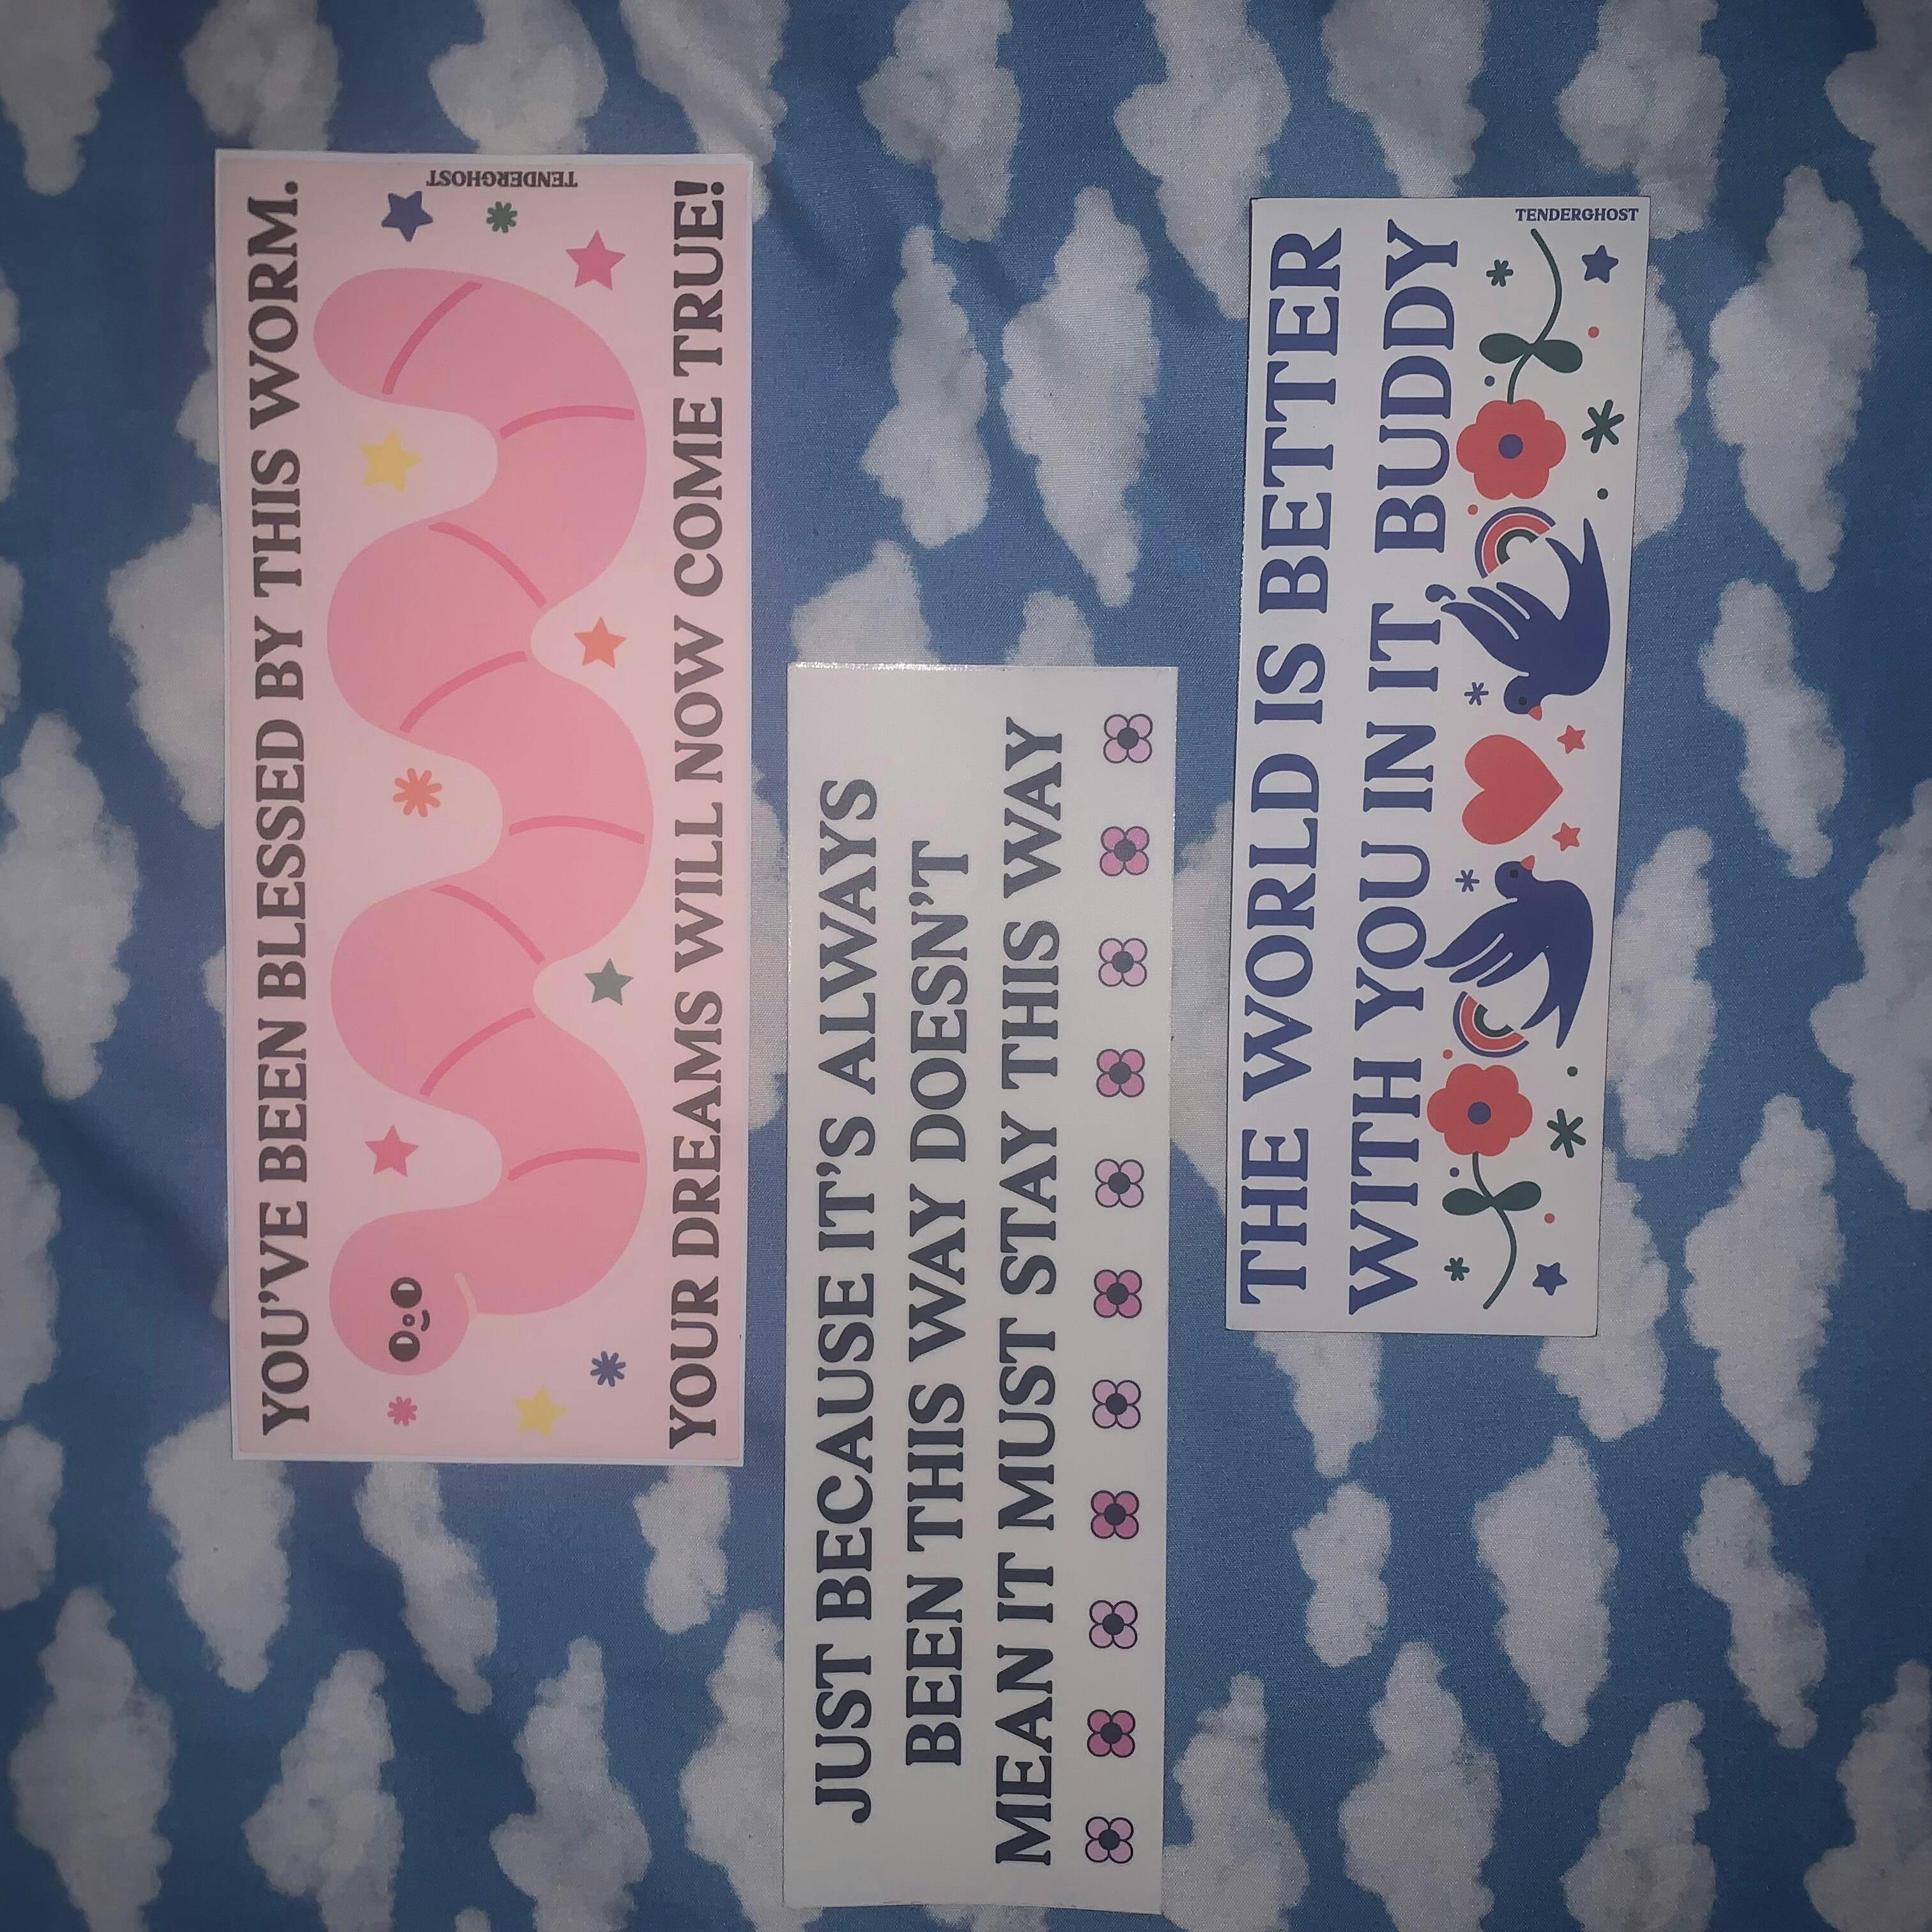 YOU'VE BEEN BLESSED BY THIS WORM.
TENDERGHOST
YOUR DREAMS WILL NOW COME TRUE!
JUST BECAUSE IT'S ALWAYS
BEEN THIS WAY DOESN'T
MEAN IT MUST STAY THIS WAY
THE WORLD IS BETTER
WITH YOU IN IT, BUDDY
TENDERGHOST